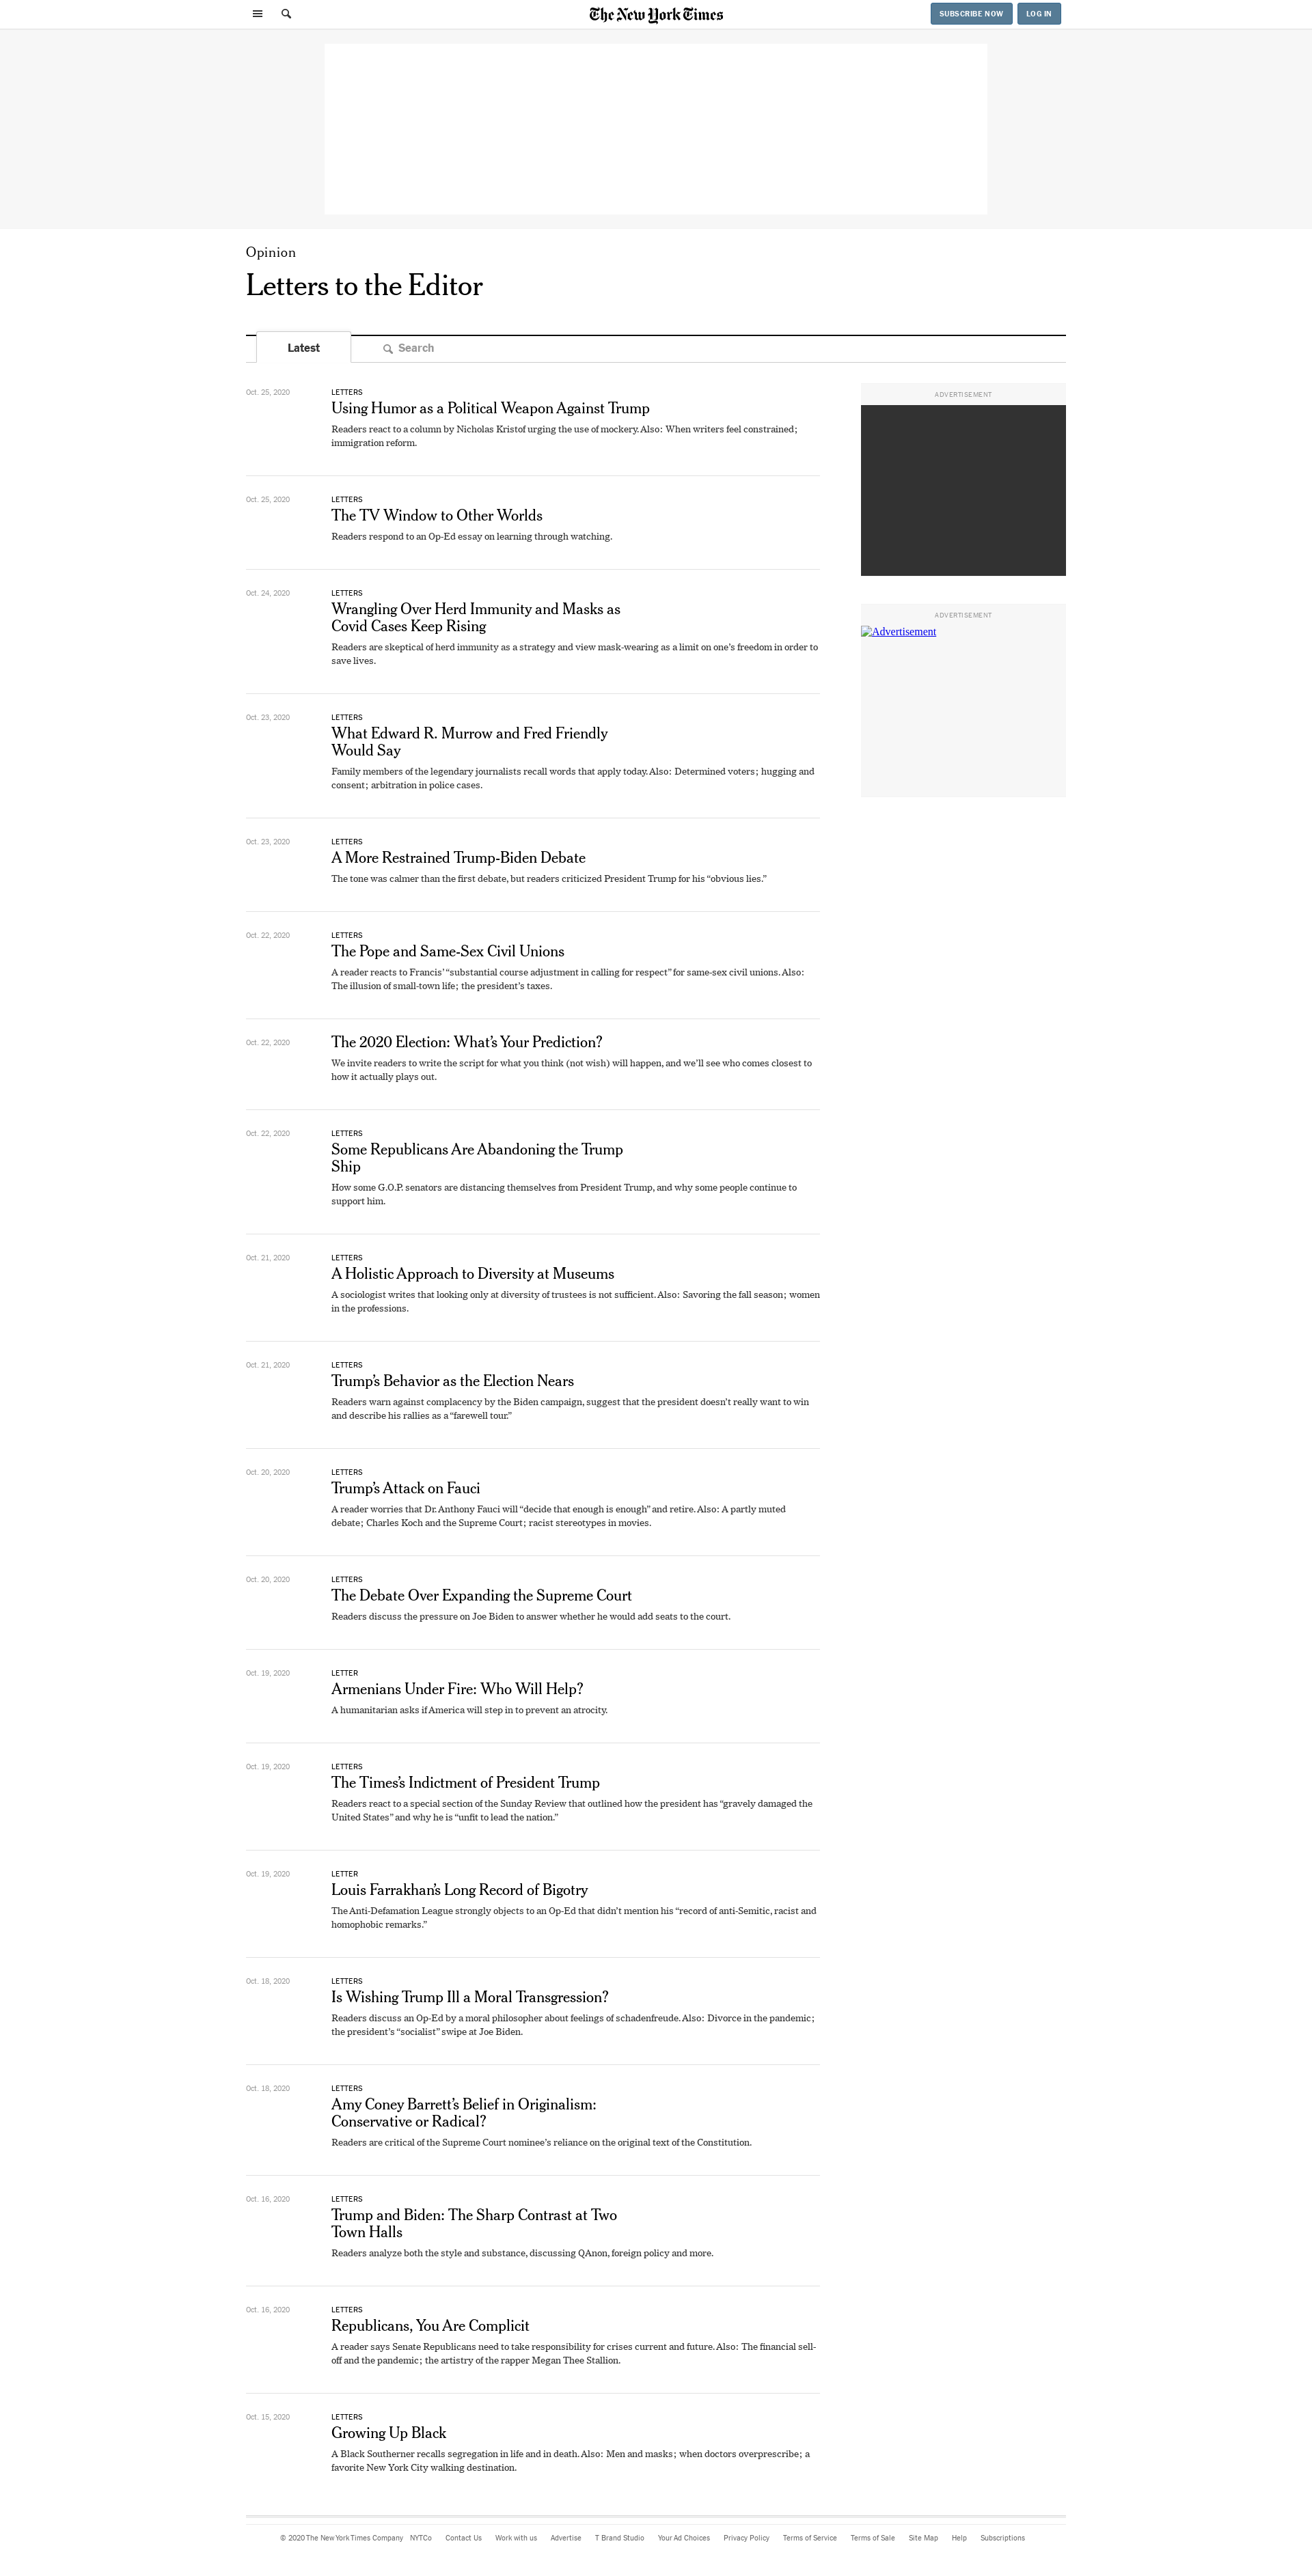 The New York Times
SUBSCRIBE NOW
LOG IN
Opinion
Letters to the Editor
Latest
Search
Oct. 25, 2020
LETTERS
Using Humor as a Political Weapon Against Trump
Readers react to a column by Nicholas Kristof urging the use of mockery. Also: When writers feel constrained;
immigration reform.
Oct. 25, 2020
LETTERS
The TV Window to Other Worlds
Readers respond to an Op-Ed essay on learning through watching.
Oct. 24, 2020
LETTERS
Wrangling Over Herd Immunity and Masks as
Covid Cases Keep Rising
Readers are skeptical of herd immunity as a strategy and view mask-wearing as a limit on one’s freedom in order to
save lives.
Oct. 23, 2020
LETTERS
What Edward R. Murrow and Fred Friendly
Would Say
Family members of the legendary journalists recall words that apply today. Also: Determined voters; hugging and
consent; arbitration in police cases.
Oct. 23, 2020
LETTERS
A More Restrained Trump-Biden Debate
The tone was calmer than the first debate, but readers criticized President Trump for his “obvious lies.”
Oct. 22, 2020
LETTERS
The Pope and Same-Sex Civil Unions
A reader reacts to Francis’ “substantial course adjustment in calling for respect” for same-sex civil unions. Also:
The illusion of small-town life; the president’s taxes.
Oct. 22, 2020
The 2020 Election: What’s Your Prediction?
We invite readers to write the script for what you think (not wish) will happen, and we’ll see who comes closest to
how it actually plays out.
Oct. 22, 2020
LETTERS
Some Republicans Are Abandoning the Trump
Ship
How some G.O.P. senators are distancing themselves from President Trump, and why some people continue to
support him.
Oct. 21, 2020
LETTERS
A Holistic Approach to Diversity at Museums
A sociologist writes that looking only at diversity of trustees is not sufficient. Also: Savoring the fall season; women
in the professions.
Oct. 21, 2020
LETTERS
Trump’s Behavior as the Election Nears
Readers warn against complacency by the Biden campaign, suggest that the president doesn’t really want to win
and describe his rallies as a “farewell tour.”
Oct. 20, 2020
LETTERS
Trump’s Attack on Fauci
A reader worries that Dr. Anthony Fauci will “decide that enough is enough” and retire. Also: A partly muted
debate; Charles Koch and the Supreme Court; racist stereotypes in movies.
Oct. 20, 2020
LETTERS
The Debate Over Expanding the Supreme Court
Readers discuss the pressure on Joe Biden to answer whether he would add seats to the court.
Oct. 19, 2020
LETTER
Armenians Under Fire: Who Will Help?
A humanitarian asks if America will step in to prevent an atrocity.
Oct. 19, 2020
LETTERS
The Times’s Indictment of President Trump
Readers react to a special section of the Sunday Review that outlined how the president has “gravely damaged the
United States” and why he is “unfit to lead the nation.”
Oct. 19, 2020
LETTER
Louis Farrakhan’s Long Record of Bigotry
The Anti-Defamation League strongly objects to an Op-Ed that didn’t mention his “record of anti-Semitic, racist and
homophobic remarks.”
Oct. 18, 2020
LETTERS
Is Wishing Trump Ill a Moral Transgression?
Readers discuss an Op-Ed by a moral philosopher about feelings of schadenfreude. Also: Divorce in the pandemic;
the president’s “socialist” swipe at Joe Biden.
Oct. 18, 2020
LETTERS
Amy Coney Barrett’s Belief in Originalism:
Conservative or Radical?
Readers are critical of the Supreme Court nominee’s reliance on the original text of the Constitution.
Oct. 16, 2020
LETTERS
Trump and Biden: The Sharp Contrast at Two
Town Halls
Readers analyze both the style and substance, discussing QAnon, foreign policy and more.
Oct. 16, 2020
LETTERS
Republicans, You Are Complicit
A reader says Senate Republicans need to take responsibility for crises current and future. Also: The financial sell-
off and the pandemic; the artistry of the rapper Megan Thee Stallion.
Oct. 15, 2020
LETTERS
Growing Up Black
A Black Southerner recalls segregation in life and in death. Also: Men and masks; when doctors overprescribe; a
favorite New York City walking destination.
ADVERTISEMENT
ADVERTISEMENT
Advertisement
© 2020 The New York Times Company NYTCo Contact Us Work with us Advertise T Brand Studio Your Ad Choices Privacy Policy Terms of Service Terms of Sale Site Map Help Subscriptions